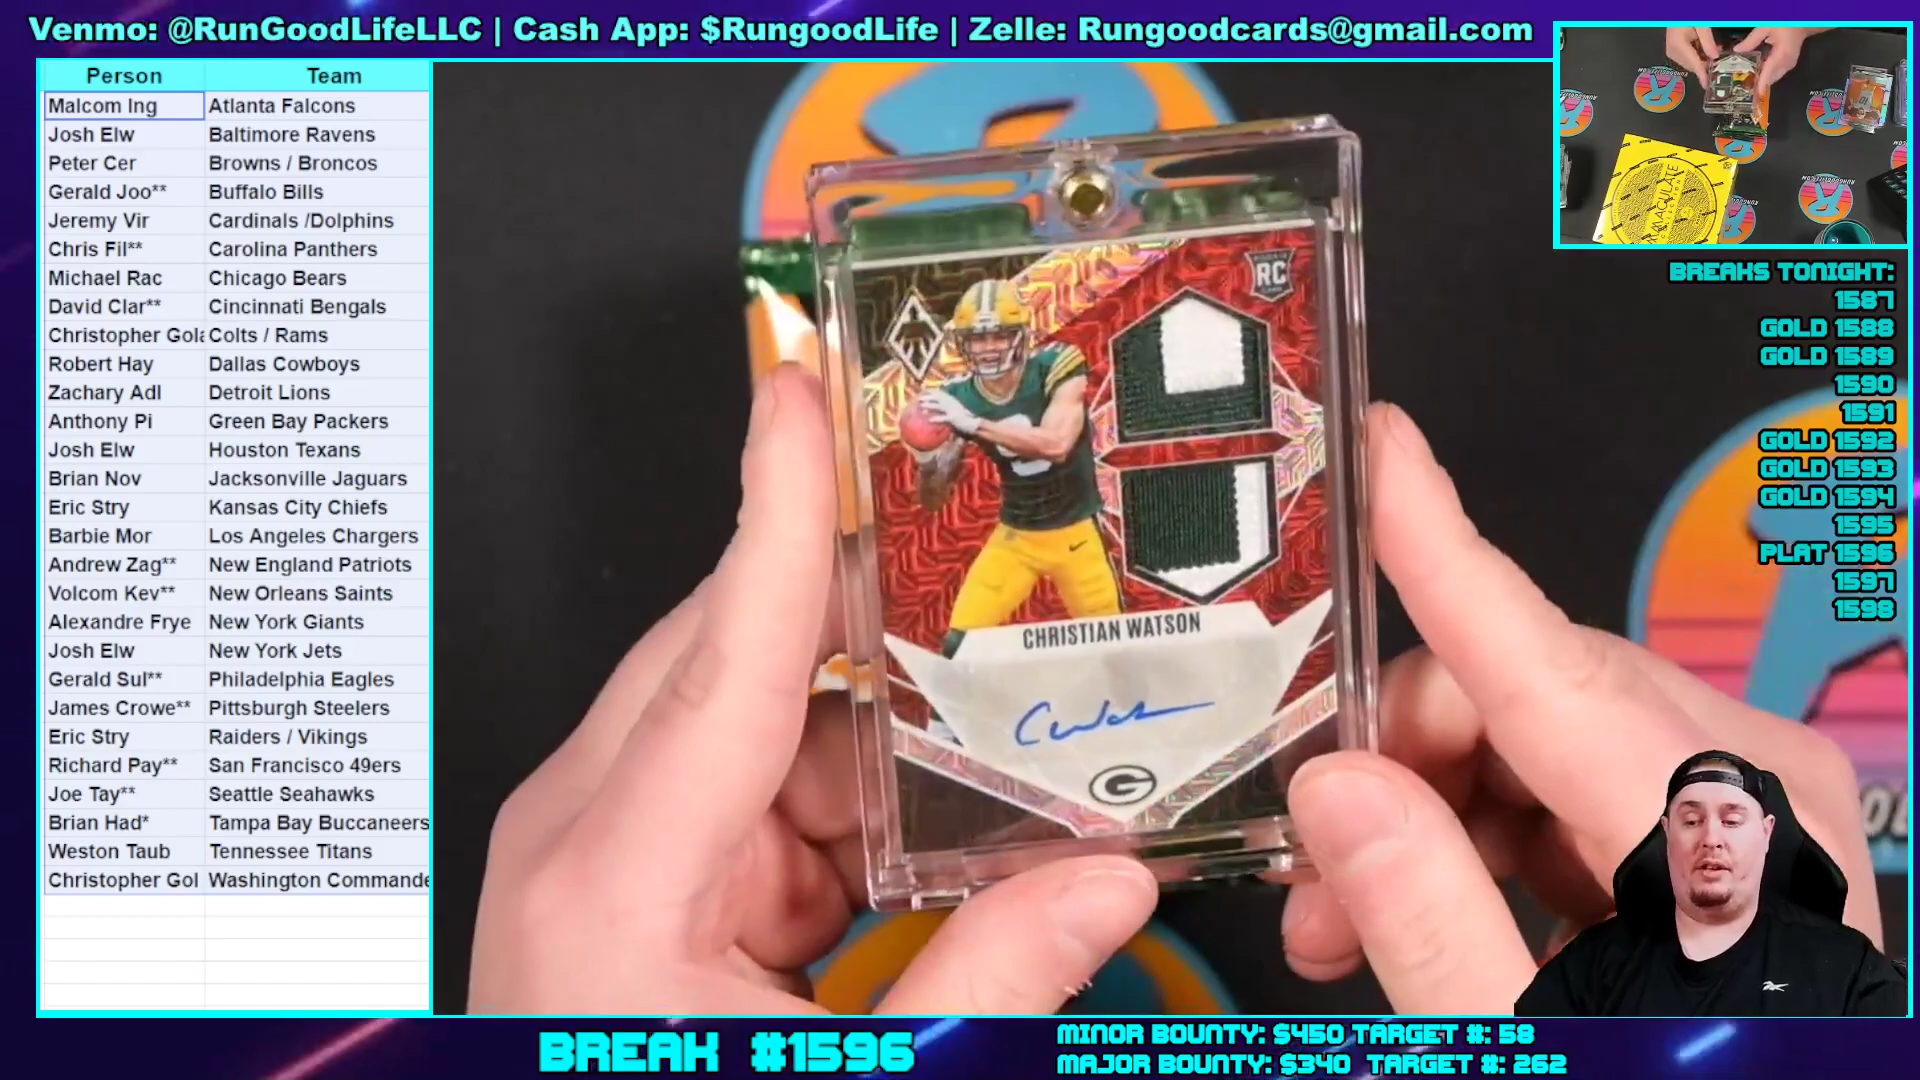 Venmo: @RunGoodLifeLLC | Cash App: $RungoodLife | Zelle: Rungoodcards@gmail.com
Person Team
Malcom Ing Atlanta Falcons
Josh Elw Baltimore Ravens
Peter Cer Browns / Broncos
Gerald Joo** Buffalo Bills
Jeremy Vir Cardinals /Dolphins
Chris Fil** Carolina Panthers
Michael Rac Chicago Bears
David Clar** Cincinnati Bengals
Christopher Gola Colts / Rams
Robert Hay Dallas Cowboys
Zachary Adl Detroit Lions
Anthony Pi Green Bay Packers
Josh Elw Houston Texans
Brian Nov Jacksonville Jaguars
Eric Stry Kansas City Chiefs
Barbie Mor Los Angeles Chargers
Andrew Zag** New England Patriots
Volcom Kev** New Orleans Saints
Alexandre Frye New York Giants
Josh Elw New York Jets
Gerald Sul** Philadelphia Eagles
James Crowe** Pittsburgh Steelers
Eric Stry Raiders / Vikings
Richard Pay** San Francisco 49ers
Joe Tay** Seattle Seahawks
Brian Had* Tampa Bay Buccaneers
Weston Taub Tennessee Titans
Christopher Gol Washington Commande
RC
CHRISTIAN WATSON
G
IMMACULATE
BREAKS TONIGHT:
1587
GOLD 1588
GOLD 1589
1590
1591
GOLD 1592
GOLD 1593
GOLD 1594
1595
PLAT 1596
1597
1598
BREAK #1596
MINOR BOUNTY: $450 TARGET #: 58
MAJOR BOUNTY: $340 TARGET #: 262